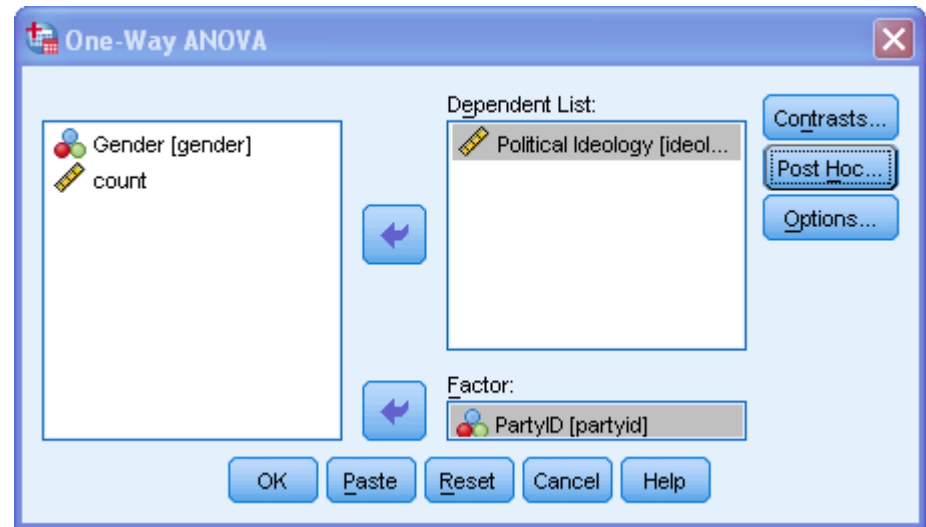 One-Way ANOVA
Gender [gender]
count
Dependent List:
Political Ideology [ideol...
Factor:
PartyID [partyid]
Contrasts...
Post Hoc...
Options...
OK
Paste
Reset
Cancel
Help